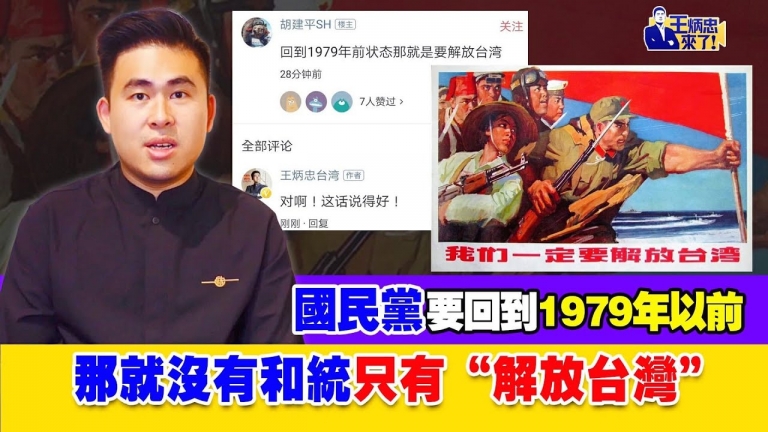 胡建平SH 楼主
关注
回到1979年前状态那就是要解放台湾
28分钟前
7人赞过 >
全部评论
王炳忠台湾 作者
对啊！这话说得好！
刚刚 · 回复
王炳忠
來了!
我们一定要解放台湾
國民黨要回到1979年以前
那就沒有和統只有“解放台灣”